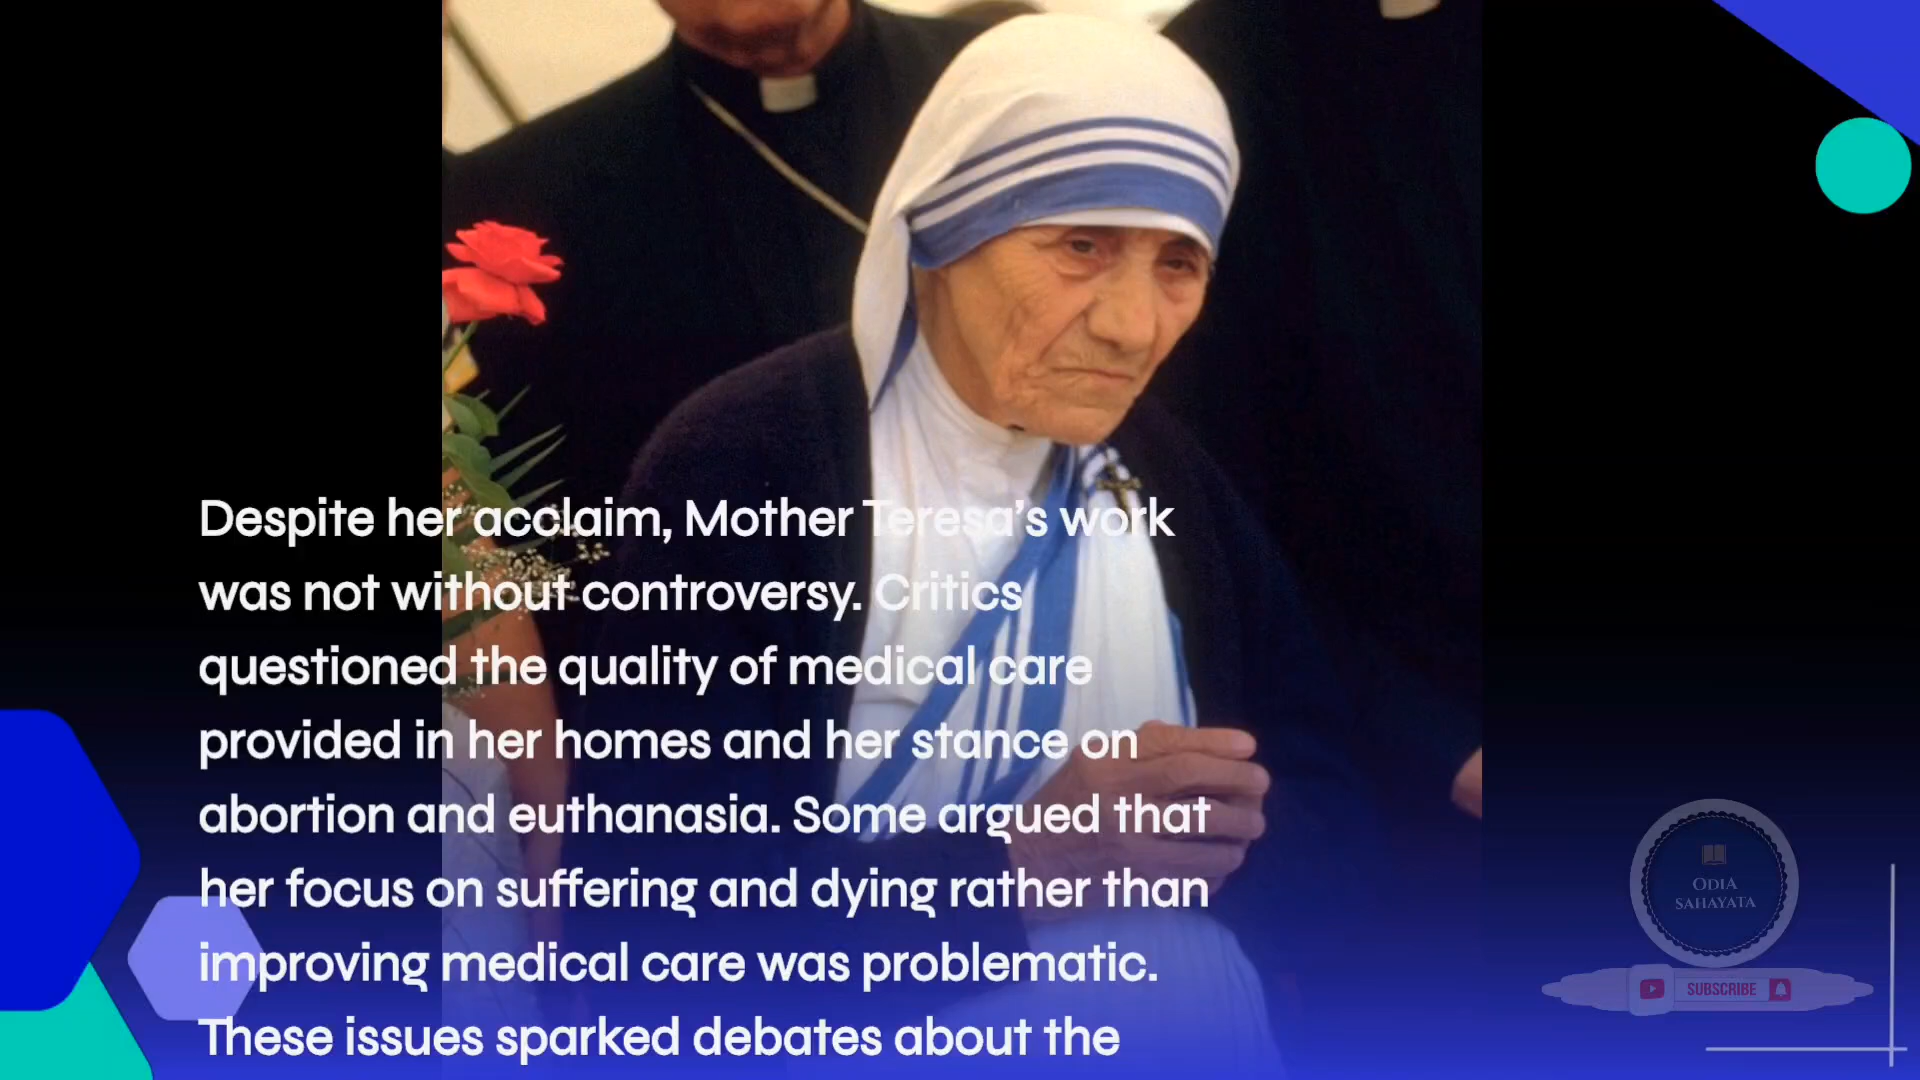 Despite her acclaim, Mother Teresa’s work
was not without controversy. Critics
questioned the quality of medical care
provided in her homes and her stance on
abortion and euthanasia. Some argued that
her focus on suffering and dying rather than
improving medical care was problematic.
These issues sparked debates about the
ODIA
SAHAYATA
SUBSCRIBE